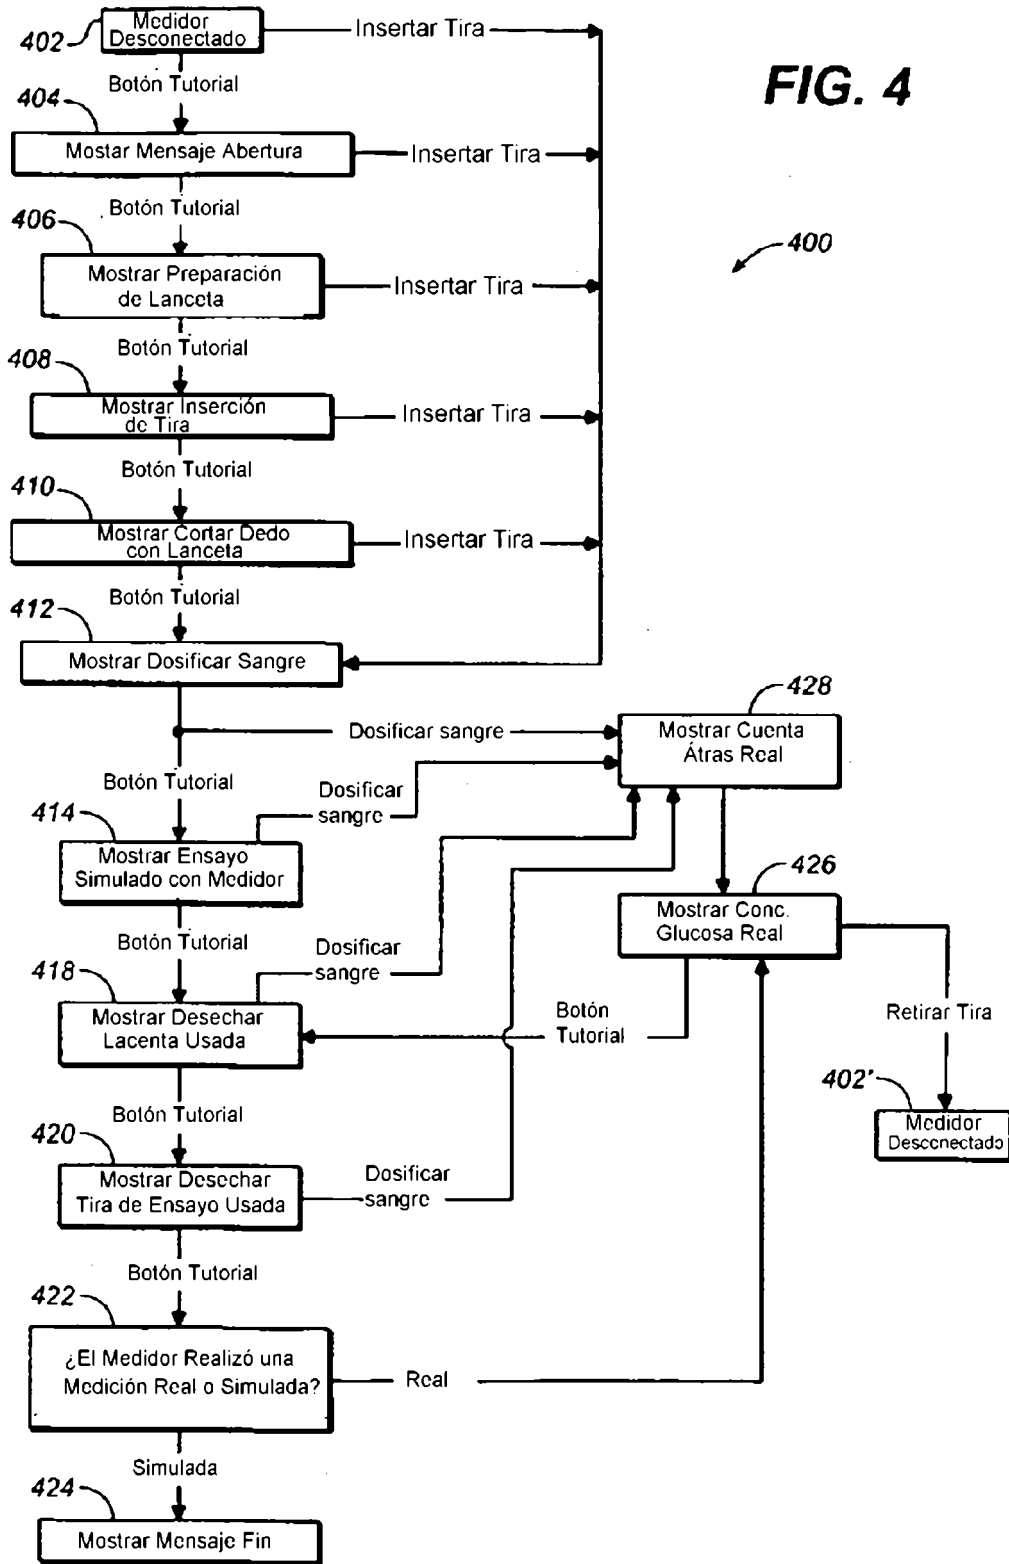 402
Medidor
Desconectado
Insertar Tira
FIG. 4
Botón Tutorial
404
Mostar Mensaje Abertura
Insertar Tira
Botón Tutorial
406
400
Mostrar Preparación
de Lanceta
Insertar Tira
Botón Tutorial
408
Mostrar Inserción
de Tira
Insertar Tira
Botón Tutorial
410
Mostrar Cortar Dedo
con Lanceta
Insertar Tira
Botón Tutorial
412
Mostrar Dosificar Sangre
428
Dosificar sangre
Mostrar Cuenta
Átras Real
Botón Tutorial
Dosificar
sangre
414
Mostrar Ensayo
Simulado con Medidor
426
Mostrar Conc.
Glucosa Real
Botón Tutorial
Dosificar
sangre
418
Mostrar Desechar
Lacenta Usada
Botón
Tutorial
Retirar Tira
402'
Medidor
Desconectado
Botón Tutorial
420
Mostrar Desechar
Tira de Ensayo Usada
Dosificar
sangre
Botón Tutorial
422
¿El Medidor Realizó una
Medición Real o Simulada?
Real
Simulada
424
Mostrar Mensaje Fin